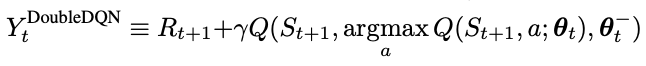 Y_t^{DoubleDQN} ≡ R_{t+1}+γQ(S_{t+1}, argmax_a Q(S_{t+1}, a; θ_t), θ_t^-)